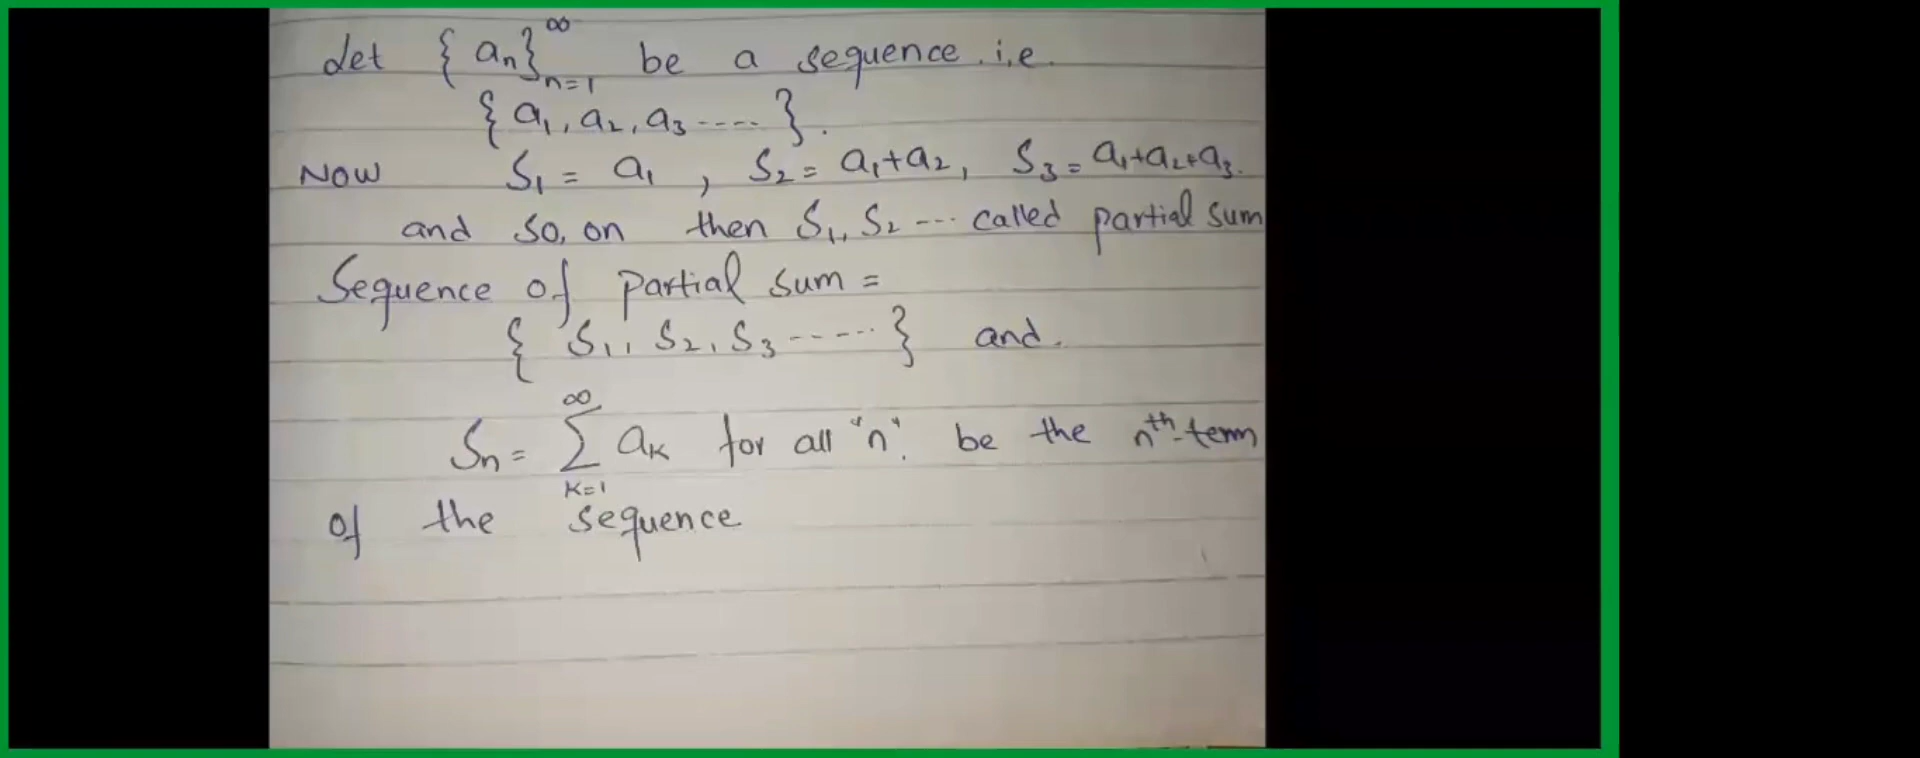 Let {aₙ}∞ₙ₌₁ be a sequence. i.e.
{a₁, a₂, a₃ ..... }.
Now S₁ = a₁ , S₂ = a₁+a₂, S₃ = a₁+a₂+a₃.
and so, on then S₁, S₂ --- called partial sum
Sequence of partial sum =
{ S₁, S₂, S₃ ------ } and.
Sₙ = ∑∞ₖ₌₁ aₖ for all "n". be the nᵗʰ-term
of the sequence